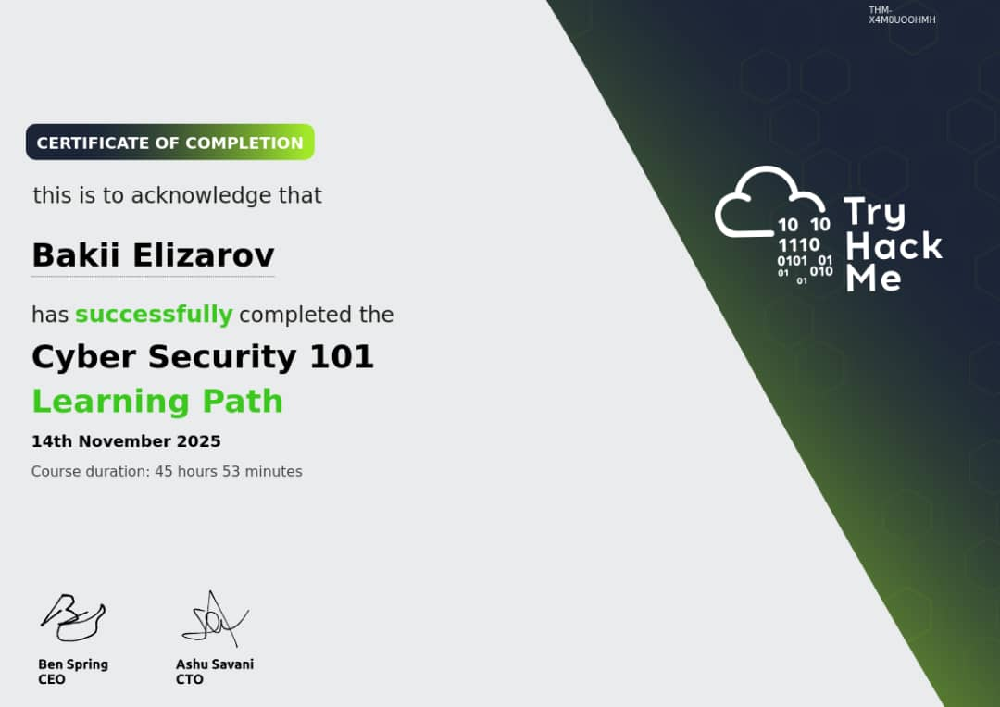 THM-
X4M0UOOHMH
CERTIFICATE OF COMPLETION
this is to acknowledge that
Bakii Elizarov
has successfully completed the
Cyber Security 101
Learning Path
14th November 2025
Course duration: 45 hours 53 minutes
10 10
1110
0101 01
01 010
01
Try
Hack
Me
Ben Spring
CEO
Ashu Savani
CTO